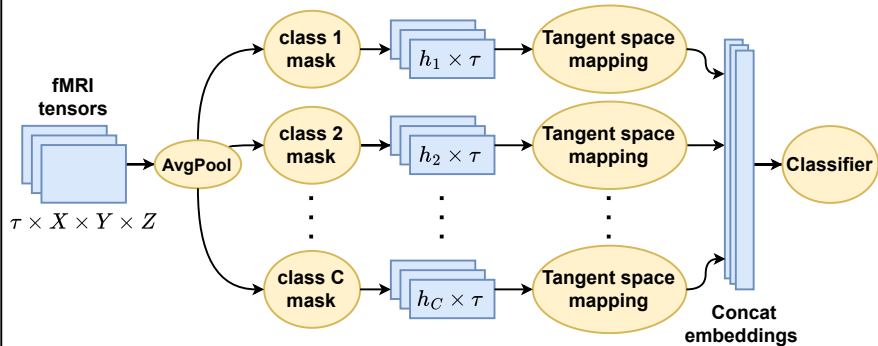 fMRI
tensors
τ × X × Y × Z
AvgPool
class 1
mask
h₁ × τ
Tangent space
mapping
class 2
mask
h₂ × τ
Tangent space
mapping
class C
mask
h_C × τ
Tangent space
mapping
Concat
embeddings
Classifier